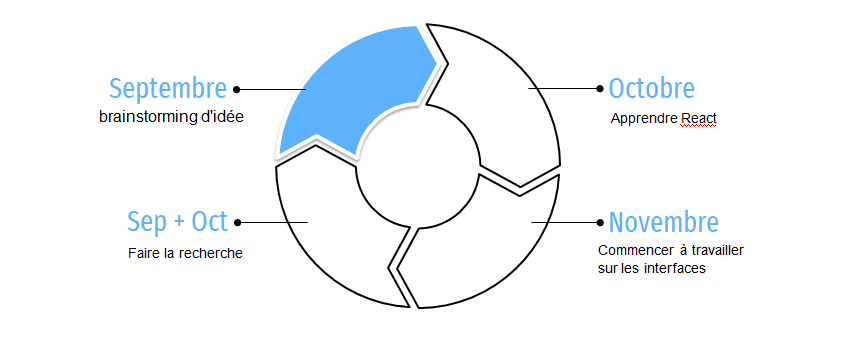 Septembre
brainstorming d'idée
Octobre
Apprendre React
Sep + Oct
Faire la recherche
Novembre
Commencer à travailler
sur les interfaces